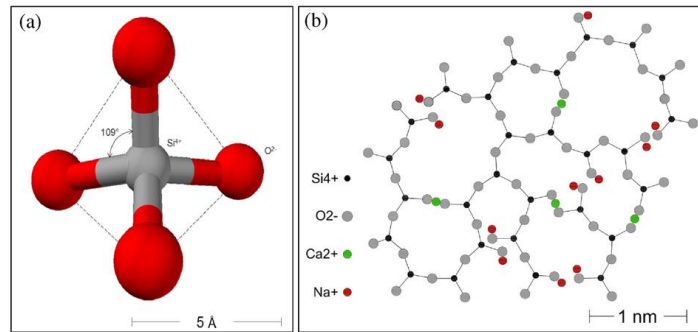 (a)
109°
Si⁴⁺
O²⁻
5 Å
(b)
Si4+
O2-
Ca2+
Na+
1 nm